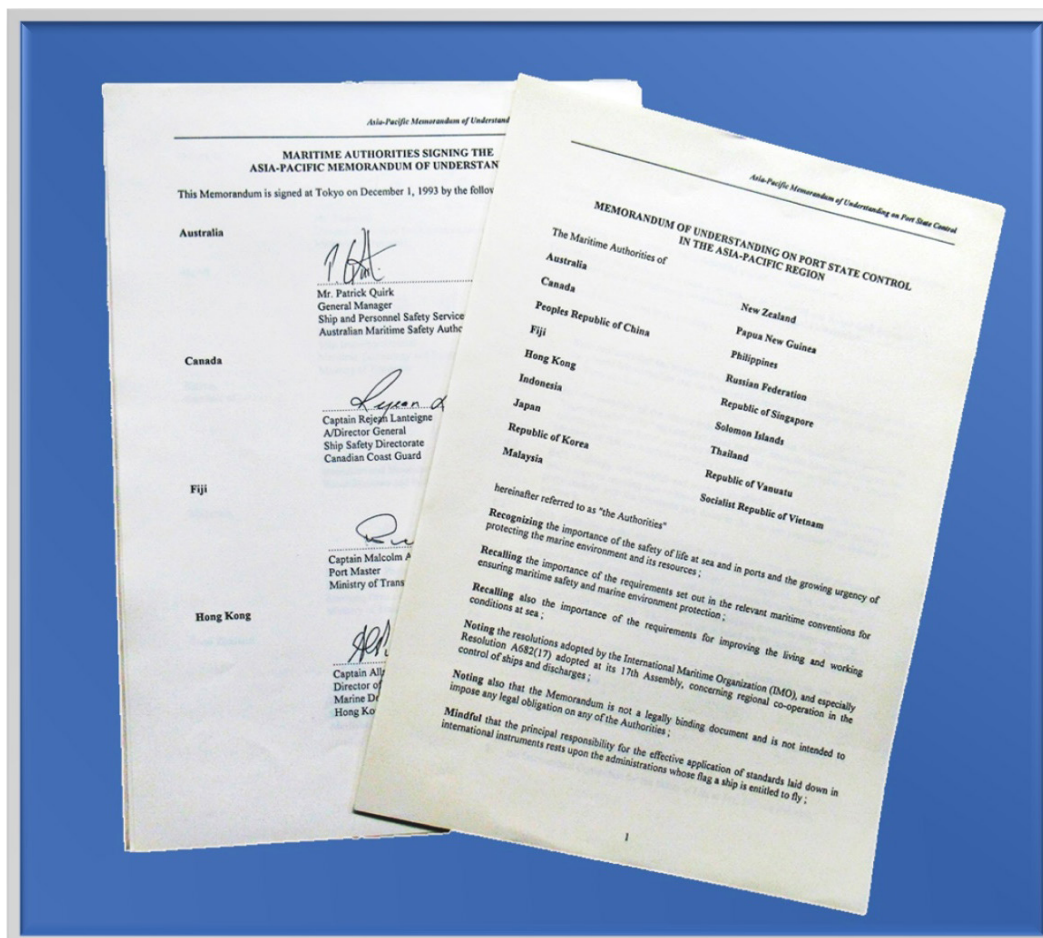 Asia-Pacific Memorandum of Understand
MARITIME AUTHORITIES SIGNING THE
ASIA-PACIFIC MEMORANDUM OF UNDERSTAN
This Memorandum is signed at Tokyo on December 1, 1993 by the follow
Australia
Mr. Patrick Quirk
General Manager
Ship and Personnel Safety Service
Australian Maritime Safety Autho
Canada
Captain Rejean Lanteigne
A/Director General
Ship Safety Directorate
Canadian Coast Guard
Fiji
Captain Malcolm A
Port Master
Ministry of Trans
Hong Kong
Captain All
Director of
Marine De
Hong Ko
Asia-Pacific Memorandum of Understanding on Port State Control
MEMORANDUM OF UNDERSTANDING ON PORT STATE CONTROL
IN THE ASIA-PACIFIC REGION
The Maritime Authorities of
Australia
Canada
Peoples Republic of China
Fiji
Hong Kong
Indonesia
Japan
Republic of Korea
Malaysia
New Zealand
Papua New Guinea
Philippines
Russian Federation
Republic of Singapore
Solomon Islands
Thailand
Republic of Vanuatu
Socialist Republic of Vietnam
hereinafter referred to as "the Authorities"
Recognizing the importance of the safety of life at sea and in ports and the growing urgency of
protecting the marine environment and its resources ;
Recalling the importance of the requirements set out in the relevant maritime conventions for
ensuring maritime safety and marine environment protection ;
Recalling also the importance of the requirements for improving the living and working
conditions at sea ;
Noting the resolutions adopted by the International Maritime Organization (IMO), and especially
Resolution A682(17) adopted at its 17th Assembly, concerning regional co-operation in the
control of ships and discharges ;
Noting also that the Memorandum is not a legally binding document and is not intended to
impose any legal obligation on any of the Authorities ;
Mindful that the principal responsibility for the effective application of standards laid down in
international instruments rests upon the administrations whose flag a ship is entitled to fly ;
1